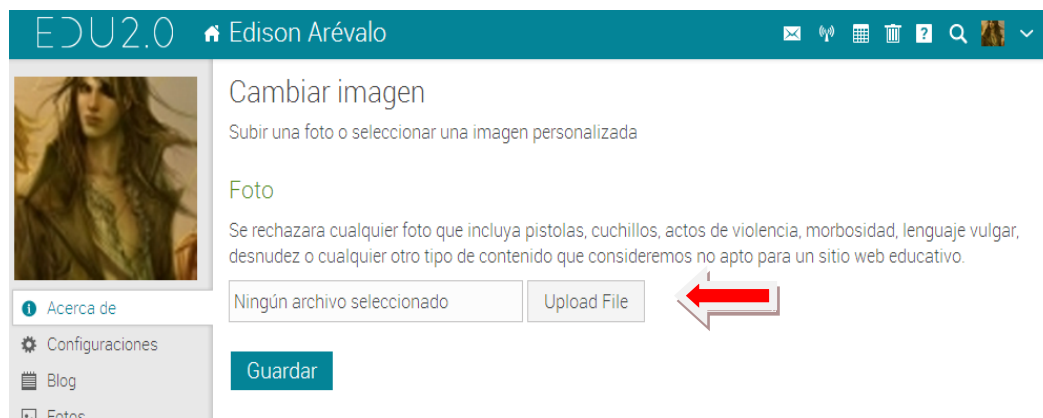 EDU2.0
Edison Arévalo
?
Cambiar imagen
Subir una foto o seleccionar una imagen personalizada
Foto
Se rechazara cualquier foto que incluya pistolas, cuchillos, actos de violencia, morbosidad, lenguaje vulgar,
desnudez o cualquier otro tipo de contenido que consideremos no apto para un sitio web educativo.
Ningún archivo seleccionado
Upload File
Guardar
Acerca de
Configuraciones
Blog
Fotos